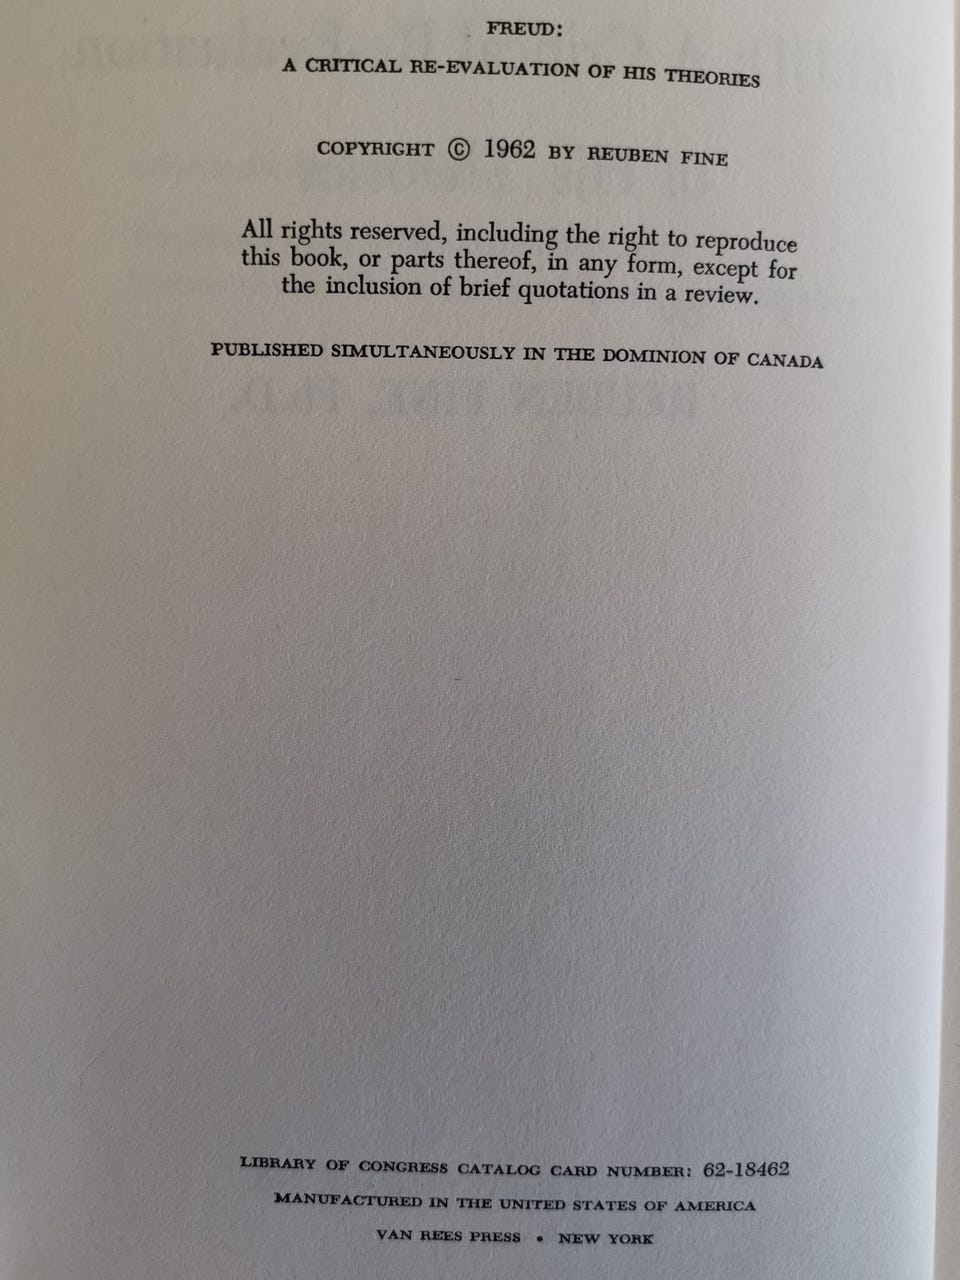 FREUD:
A CRITICAL RE-EVALUATION OF HIS THEORIES
COPYRIGHT © 1962 BY REUBEN FINE
All rights reserved, including the right to reproduce
this book, or parts thereof, in any form, except for
the inclusion of brief quotations in a review.
PUBLISHED SIMULTANEOUSLY IN THE DOMINION OF CANADA
REUBEN FINE, Ph.D.
LIBRARY OF CONGRESS CATALOG CARD NUMBER: 62-18462
MANUFACTURED IN THE UNITED STATES OF AMERICA
VAN REES PRESS • NEW YORK